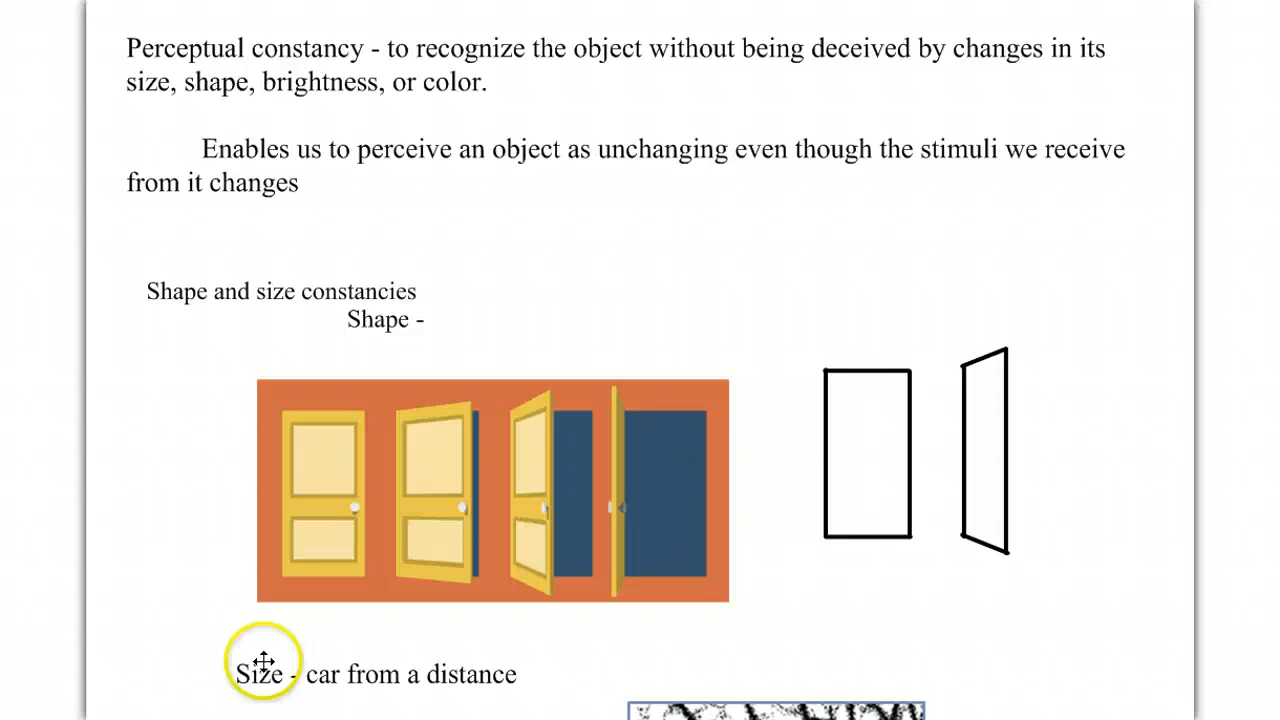 Perceptual constancy - to recognize the object without being deceived by changes in its
size, shape, brightness, or color.
Enables us to perceive an object as unchanging even though the stimuli we receive
from it changes
Shape and size constancies
Shape -
Size - car from a distance